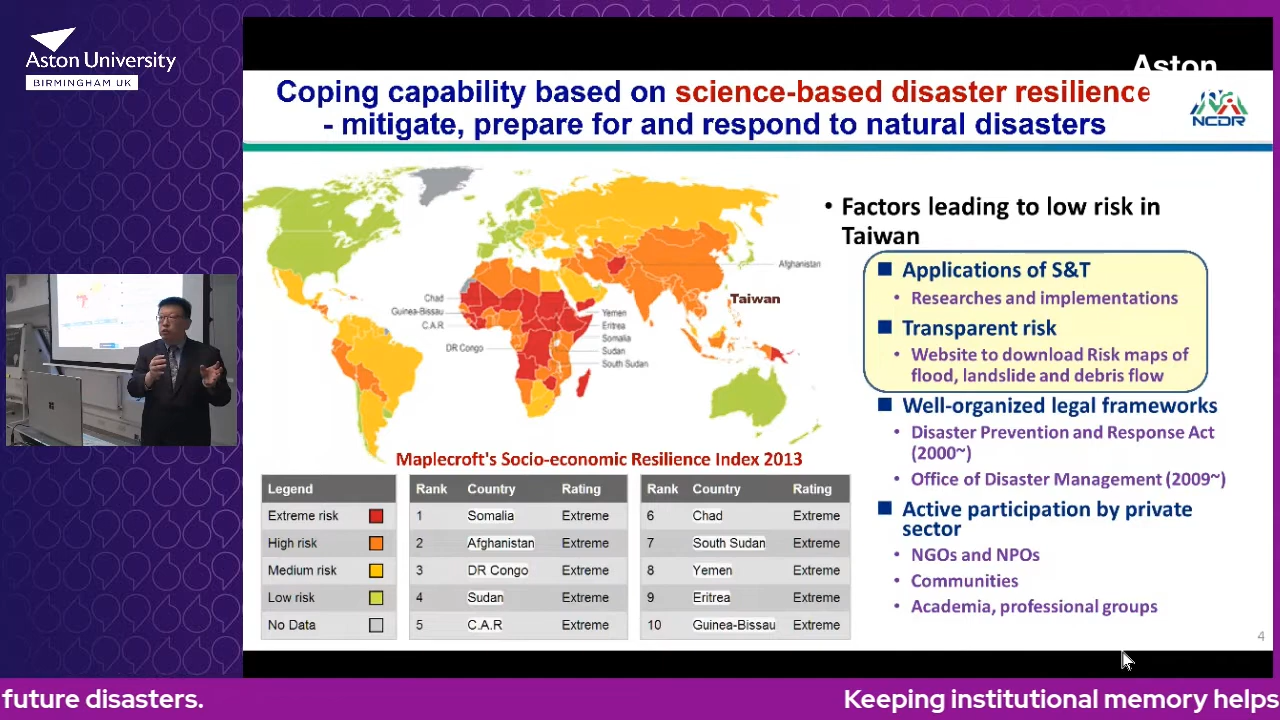 Aston University
BIRMINGHAM UK
Aston
Coping capability based on science-based disaster resilience
- mitigate, prepare for and respond to natural disasters
NCDR
• Factors leading to low risk in
Taiwan
Applications of S&T
• Researches and implementations
Transparent risk
• Website to download Risk maps of
flood, landslide and debris flow
Well-organized legal frameworks
• Disaster Prevention and Response Act
(2000~)
• Office of Disaster Management (2009~)
Active participation by private
sector
• NGOs and NPOs
• Communities
• Academia, professional groups
Afghanistan
Taiwan
Chad
Guinea-Bissau
C.A.R
DR Congo
Yemen
Eritrea
Somalia
Sudan
South Sudan
Maplecroft's Socio-economic Resilience Index 2013
Legend
Extreme risk
High risk
Medium risk
Low risk
No Data
Rank Country Rating
1 Somalia Extreme
2 Afghanistan Extreme
3 DR Congo Extreme
4 Sudan Extreme
5 C.A.R Extreme
Rank Country Rating
6 Chad Extreme
7 South Sudan Extreme
8 Yemen Extreme
9 Eritrea Extreme
10 Guinea-Bissau Extreme
4
future disasters.
Keeping institutional memory helps